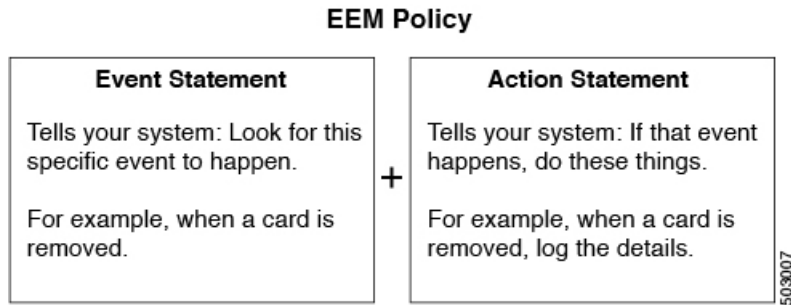 EEM Policy
Event Statement
Tells your system: Look for this
specific event to happen.
For example, when a card is
removed.
+
Action Statement
Tells your system: If that event
happens, do these things.
For example, when a card is
removed, log the details.
503007